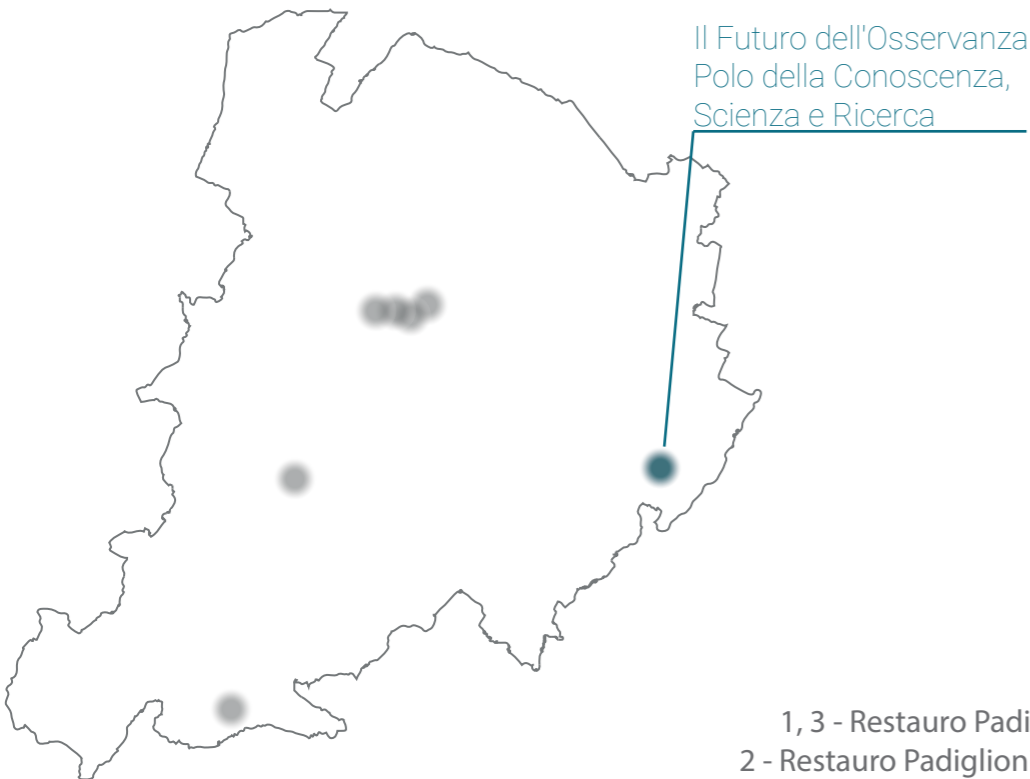 Il Futuro dell'Osservanza
Polo della Conoscenza,
Scienza e Ricerca
1, 3 - Restauro Padi
2 - Restauro Padiglion